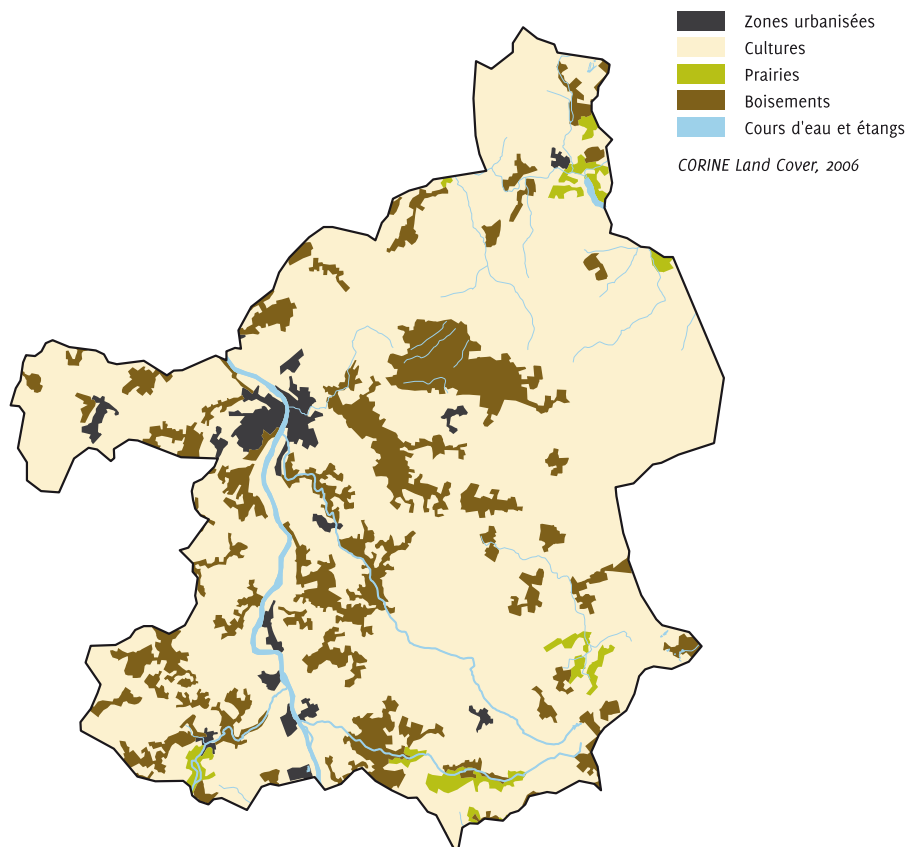 Zones urbanisées
Cultures
Prairies
Boisements
Cours d'eau et étangs
CORINE Land Cover, 2006